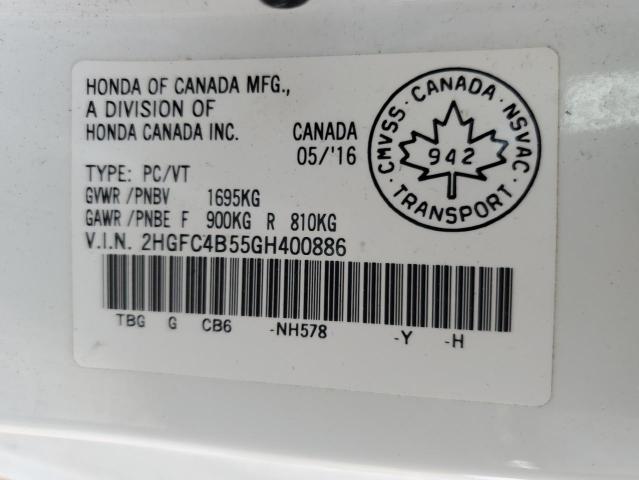 HONDA OF CANADA MFG.,
A DIVISION OF
HONDA CANADA INC.
CANADA
05/'16
TYPE: PC/VT
GVWR /PNBV 1695KG
GAWR /PNBE F 900KG R 810KG
V.I.N. 2HGFC4B55GH400886
TBG G CB6 -NH578 -Y -H
CMVSS · CANADA · NSVAC
942
TRANSPORT